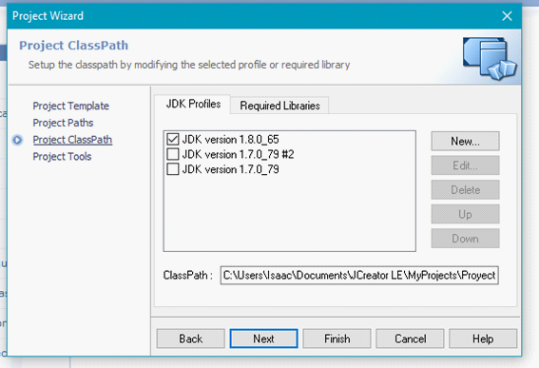 Project Wizard
Project ClassPath
Setup the classpath by modifying the selected profile or required library
Project Template
Project Paths
Project ClassPath
Project Tools
JDK Profiles
Required Libraries
JDK version 1.8.0_65
JDK version 1.7.0_79 #2
JDK version 1.7.0_79
New...
Edit...
Delete
Up
Down
ClassPath : C:\Users\Isaac\Documents\JCreator LE\MyProjects\Proyect
Back
Next
Finish
Cancel
Help